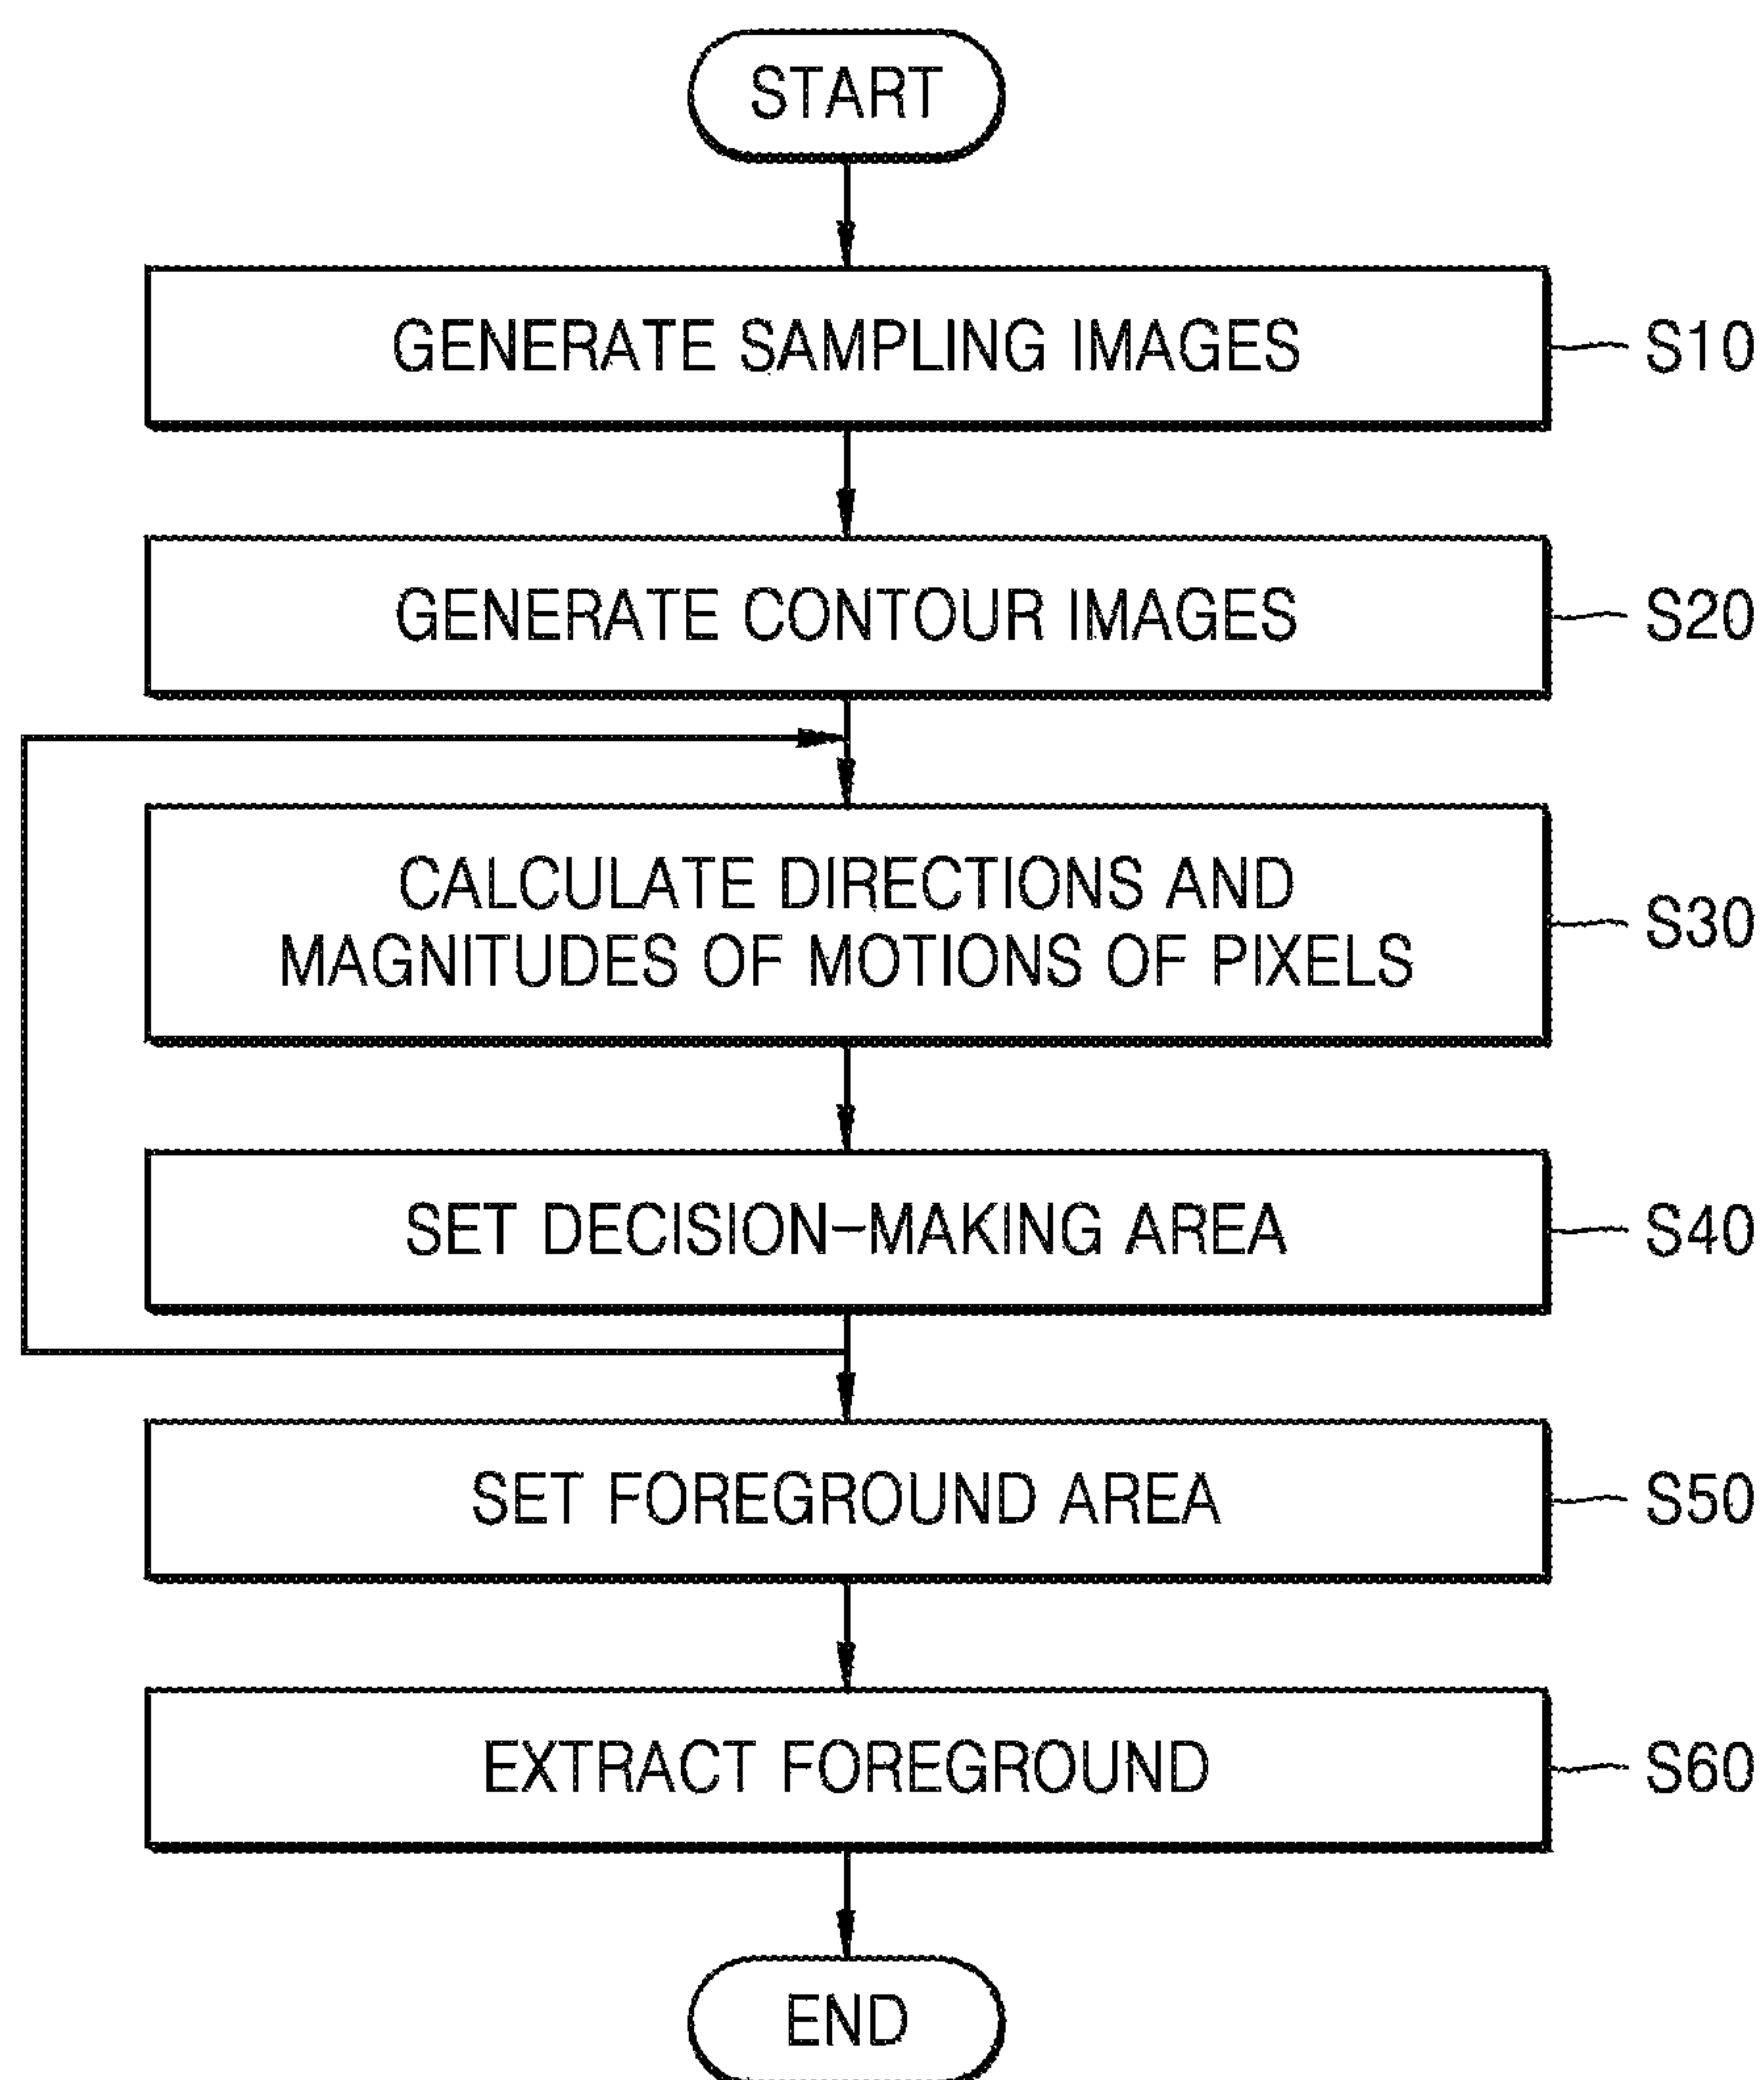 START
GENERATE SAMPLING IMAGES
S10
GENERATE CONTOUR IMAGES
S20
CALCULATE DIRECTIONS AND
MAGNITUDES OF MOTIONS OF PIXELS
S30
SET DECISION-MAKING AREA
S40
SET FOREGROUND AREA
S50
EXTRACT FOREGROUND
S60
END